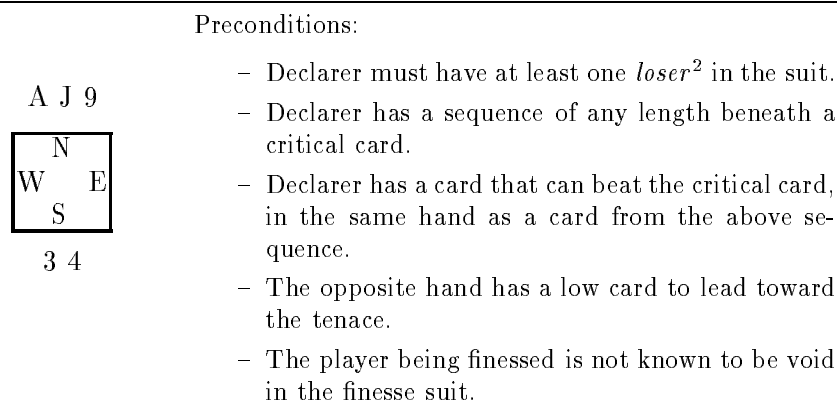 Preconditions:
– Declarer must have at least one loser² in the suit.
– Declarer has a sequence of any length beneath a
critical card.
– Declarer has a card that can beat the critical card,
in the same hand as a card from the above se-
quence.
– The opposite hand has a low card to lead toward
the tenace.
– The player being finessed is not known to be void
in the finesse suit.
A J 9
N
W E
S
3 4